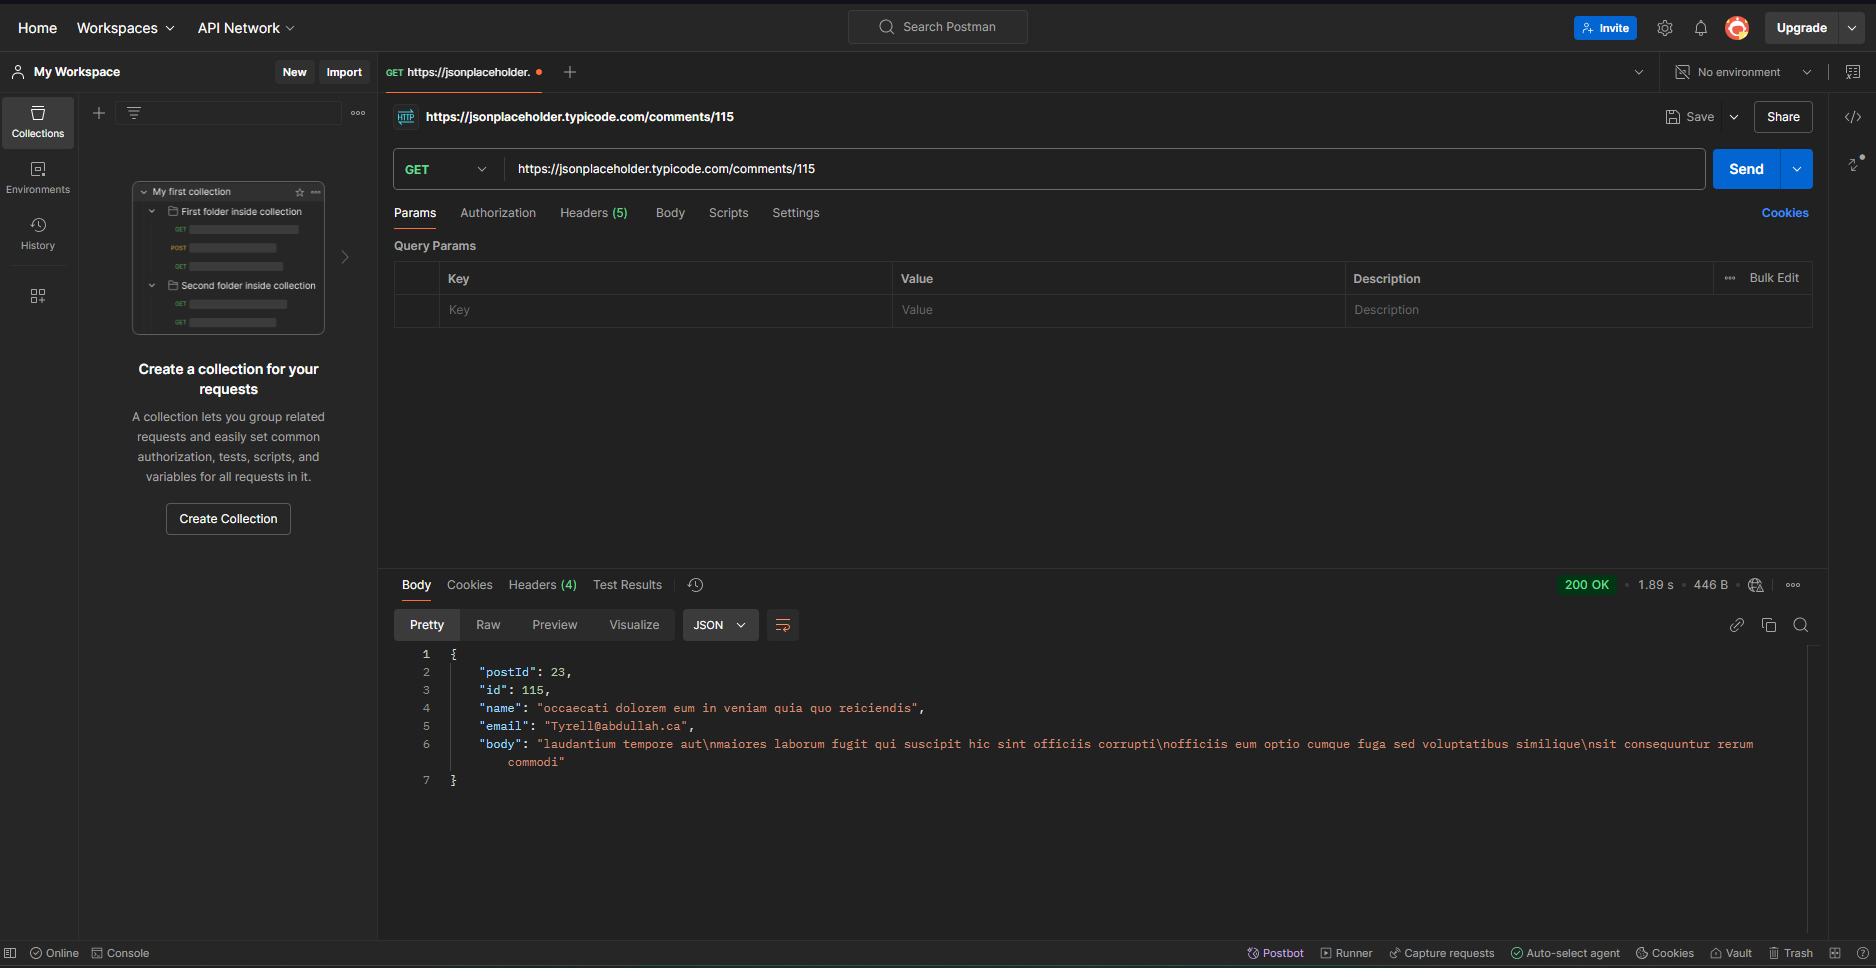 Home Workspaces API Network Search Postman Invite Upgrade
My Workspace New Import GET https://jsonplaceholder. No environment
Collections
Environments
History
My first collection
First folder inside collection
GET
POST
GET
Second folder inside collection
GET
GET
Create a collection for your
requests
A collection lets you group related
requests and easily set common
authorization, tests, scripts, and
variables for all requests in it.
Create Collection
HTTP https://jsonplaceholder.typicode.com/comments/115 Save Share
GET https://jsonplaceholder.typicode.com/comments/115 Send
Params Authorization Headers (5) Body Scripts Settings Cookies
Query Params
Key Value Description Bulk Edit
Key Value Description
Body Cookies Headers (4) Test Results 200 OK • 1.89 s • 446 B •
Pretty Raw Preview Visualize JSON
1 {
2 "postId": 23,
3 "id": 115,
4 "name": "occaecati dolorem eum in veniam quia quo reiciendis",
5 "email": "Tyrell@abdullah.ca",
6 "body": "laudantium tempore aut\nmaiores laborum fugit qui suscipit hic sint officiis corrupti\nofficiis eum optio cumque fuga sed voluptatibus similique\nsit consequuntur rerum
commodi"
7 }
Online Console Postbot Runner Capture requests Auto-select agent Cookies Vault Trash